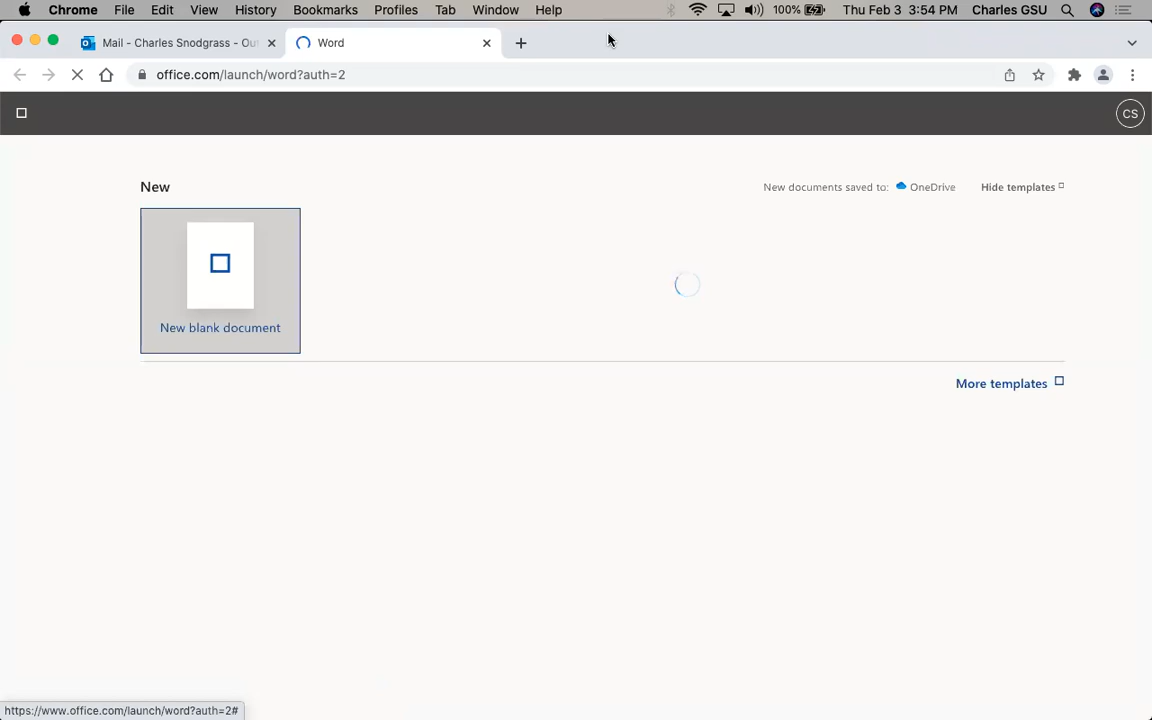 Chrome File Edit View History Bookmarks Profiles Tab Window Help 100% Thu Feb 3 3:54 PM Charles GSU
Mail - Charles Snodgrass - Out Word
office.com/launch/word?auth=2
CS
New New documents saved to: OneDrive Hide templates
New blank document
More templates
https://www.office.com/launch/word?auth=2#